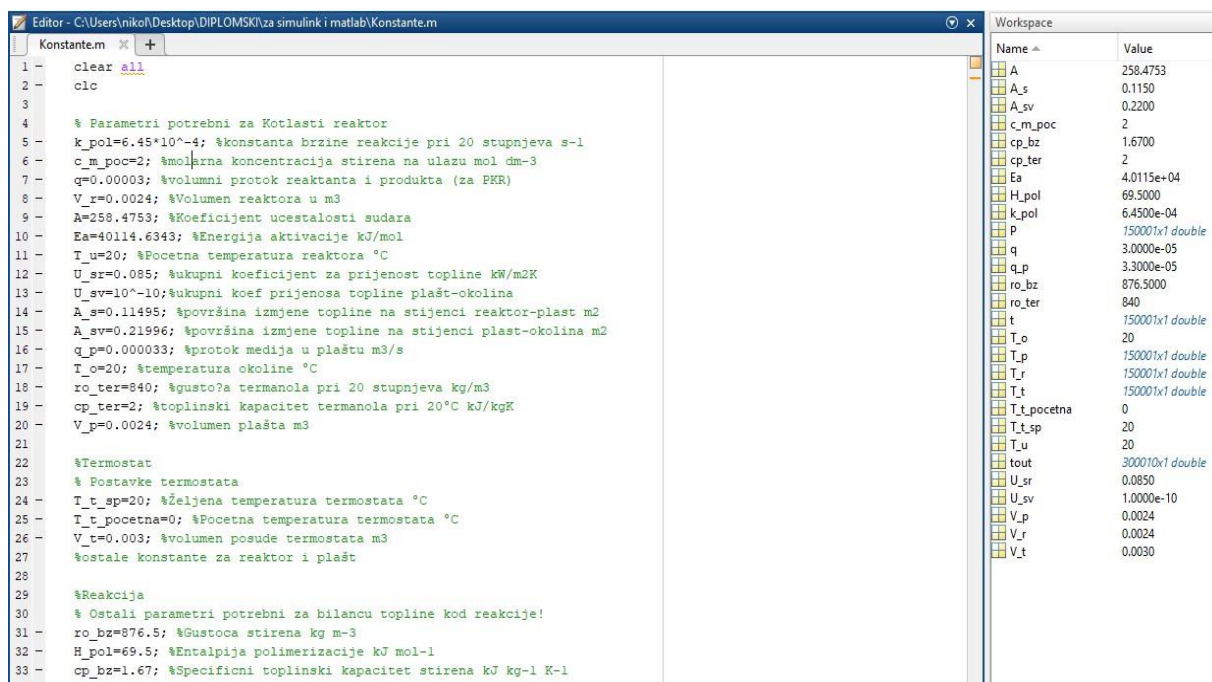 Editor - C:\Users\nikol\Desktop\DIPLOMSKI\za simulink i matlab\Konstante.m
Konstante.m
1 - clear all
2 - clc
3
4 % Parametri potrebni za Kotlasti reaktor
5 - k_pol=6.45*10^-4; %konstanta brzine reakcije pri 20 stupnjeva s-1
6 - c_m_poc=2; %molarna koncentracija stirena na ulazu mol dm-3
7 - q=0.00003; %volumni protok reaktanta i produkta (za PKR)
8 - V_r=0.0024; %Volumen reaktora u m3
9 - A=258.4753; %Koeficijent ucestalosti sudara
10 - Ea=40114.6343; %Energija aktivacije kJ/mol
11 - T_u=20; %Pocetna temperatura reaktora °C
12 - U_sr=0.085; %ukupni koeficijent za prijenost topline kW/m2K
13 - U_sv=10^-10;%ukupni koef prijenosa topline plašt-okolina
14 - A_s=0.11495; %površina izmjene topline na stijenci reaktor-plast m2
15 - A_sv=0.21996; %površina izmjene topline na stijenci plast-okolina m2
16 - q_p=0.000033; %protok medija u plaštu m3/s
17 - T_o=20; %temperatura okoline °C
18 - ro_ter=840; %gusto?a termanola pri 20 stupnjeva kg/m3
19 - cp_ter=2; %toplinski kapacitet termanola pri 20°C kJ/kgK
20 - V_p=0.0024; %volumen plašta m3
21
22 %Termostat
23 % Postavke termostata
24 - T_t_sp=20; %Željena temperatura termostata °C
25 - T_t_pocetna=0; %Pocetna temperatura termostata °C
26 - V_t=0.003; %volumen posude termostata m3
27 %ostale konstante za reaktor i plašt
28
29 %Reakcija
30 % Ostali parametri potrebni za bilancu topline kod reakcije!
31 - ro_bz=876.5; %Gustoca stirena kg m-3
32 - H_pol=69.5; %Entalpija polimerizacije kJ mol-1
33 - cp_bz=1.67; %Specificni toplinski kapacitet stirena kJ kg-1 K-1
Workspace
Name Value
A 258.4753
A_s 0.1150
A_sv 0.2200
c_m_poc 2
cp_bz 1.6700
cp_ter 2
Ea 4.0115e+04
H_pol 69.5000
k_pol 6.4500e-04
P 150001x1 double
q 3.0000e-05
q_p 3.3000e-05
ro_bz 876.5000
ro_ter 840
t 150001x1 double
T_o 20
T_p 150001x1 double
T_r 150001x1 double
T_t 150001x1 double
T_t_pocetna 0
T_t_sp 20
T_u 20
tout 300010x1 double
U_sr 0.0850
U_sv 1.0000e-10
V_p 0.0024
V_r 0.0024
V_t 0.0030